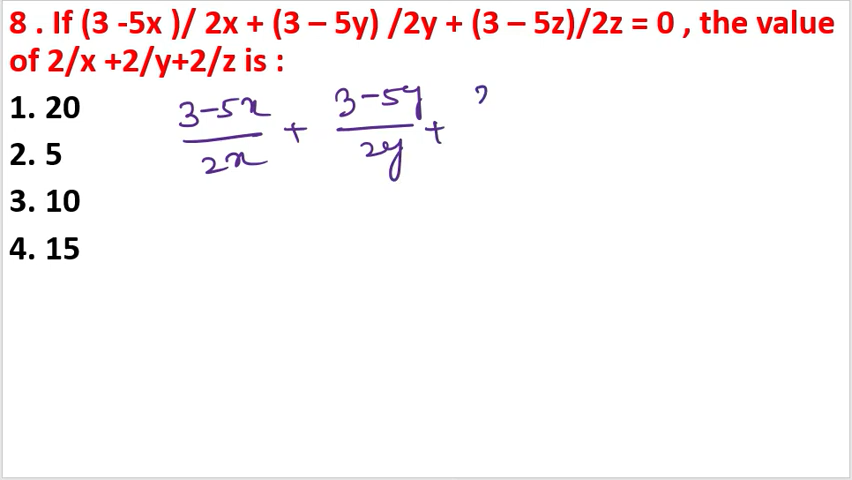 8 . If (3 -5x )/ 2x + (3 – 5y) /2y + (3 – 5z)/2z = 0 , the value
of 2/x +2/y+2/z is :
1. 20
2. 5
3. 10
4. 15
3-5x/2x + 3-5y/2y +